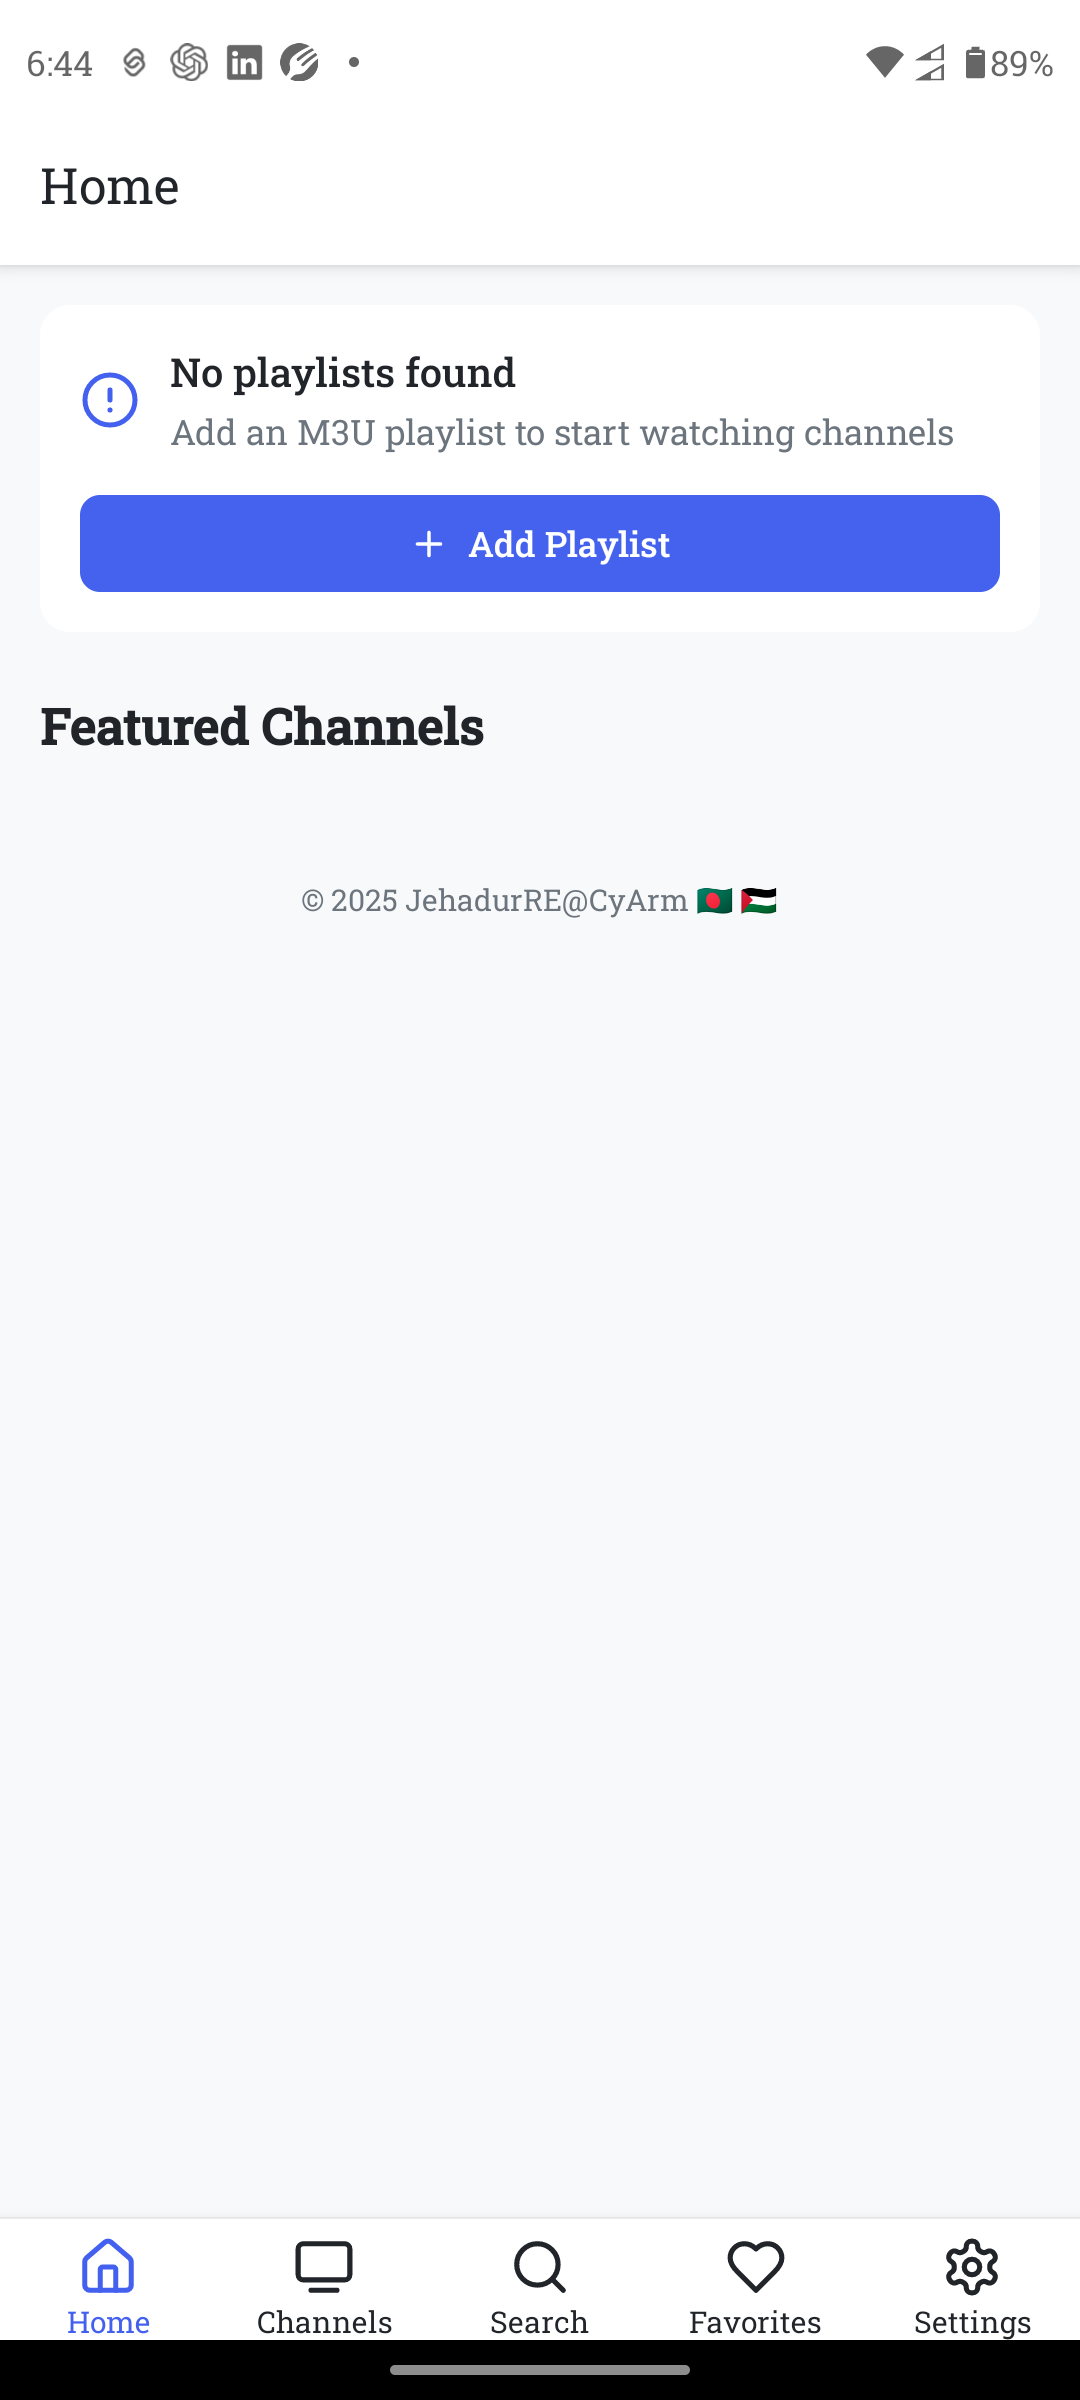 6:44
89%
Home
No playlists found
Add an M3U playlist to start watching channels
+ Add Playlist
Featured Channels
© 2025 JehadurRE@CyArm 🇧🇩 🇵🇸
Home
Channels
Search
Favorites
Settings